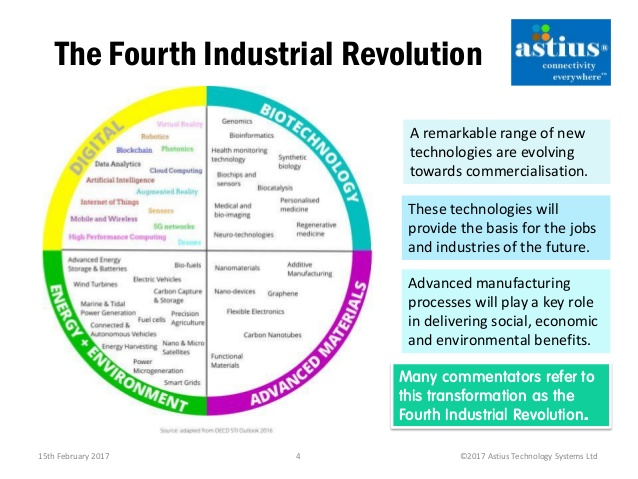 The Fourth Industrial Revolution
astius®
connectivity
everywhere™
DIGITAL
Virtual Reality
Robotics
Blockchain Photonics
Data Analytics
Cloud Computing
Artificial Intelligence
Augmented Reality
Internet of Things
Sensors
Mobile and Wireless
5G networks
High Performance Computing
Drones
BIOTECHNOLOGY
Genomics
Bioinformatics
Health monitoring
technology
Synthetic
biology
Biochips and
sensors
Biocatalysis
Medical and
bio-imaging
Personalised
medicine
Neuro-technologies
Regenerative
medicine
ENERGY + ENVIRONMENT
Advanced Energy
Storage & Batteries
Bio-fuels
Wind Turbines
Electric Vehicles
Carbon Capture
& Storage
Marine & Tidal
Power Generation
Fuel cells
Precision
Agriculture
Connected &
Autonomous Vehicles
Energy Harvesting
Nano & Micro
Satellites
Power
Microgeneration
Smart Grids
ADVANCED MATERIALS
Nanomaterials
Additive
Manufacturing
Nano-devices
Graphene
Flexible Electronics
Carbon Nanotubes
Functional
Materials
Source: adapted from OECD STI Outlook 2016
A remarkable range of new
technologies are evolving
towards commercialisation.
These technologies will
provide the basis for the jobs
and industries of the future.
Advanced manufacturing
processes will play a key role
in delivering social, economic
and environmental benefits.
Many commentators refer to
this transformation as the
Fourth Industrial Revolution.
15th February 2017
4
©2017 Astius Technology Systems Ltd